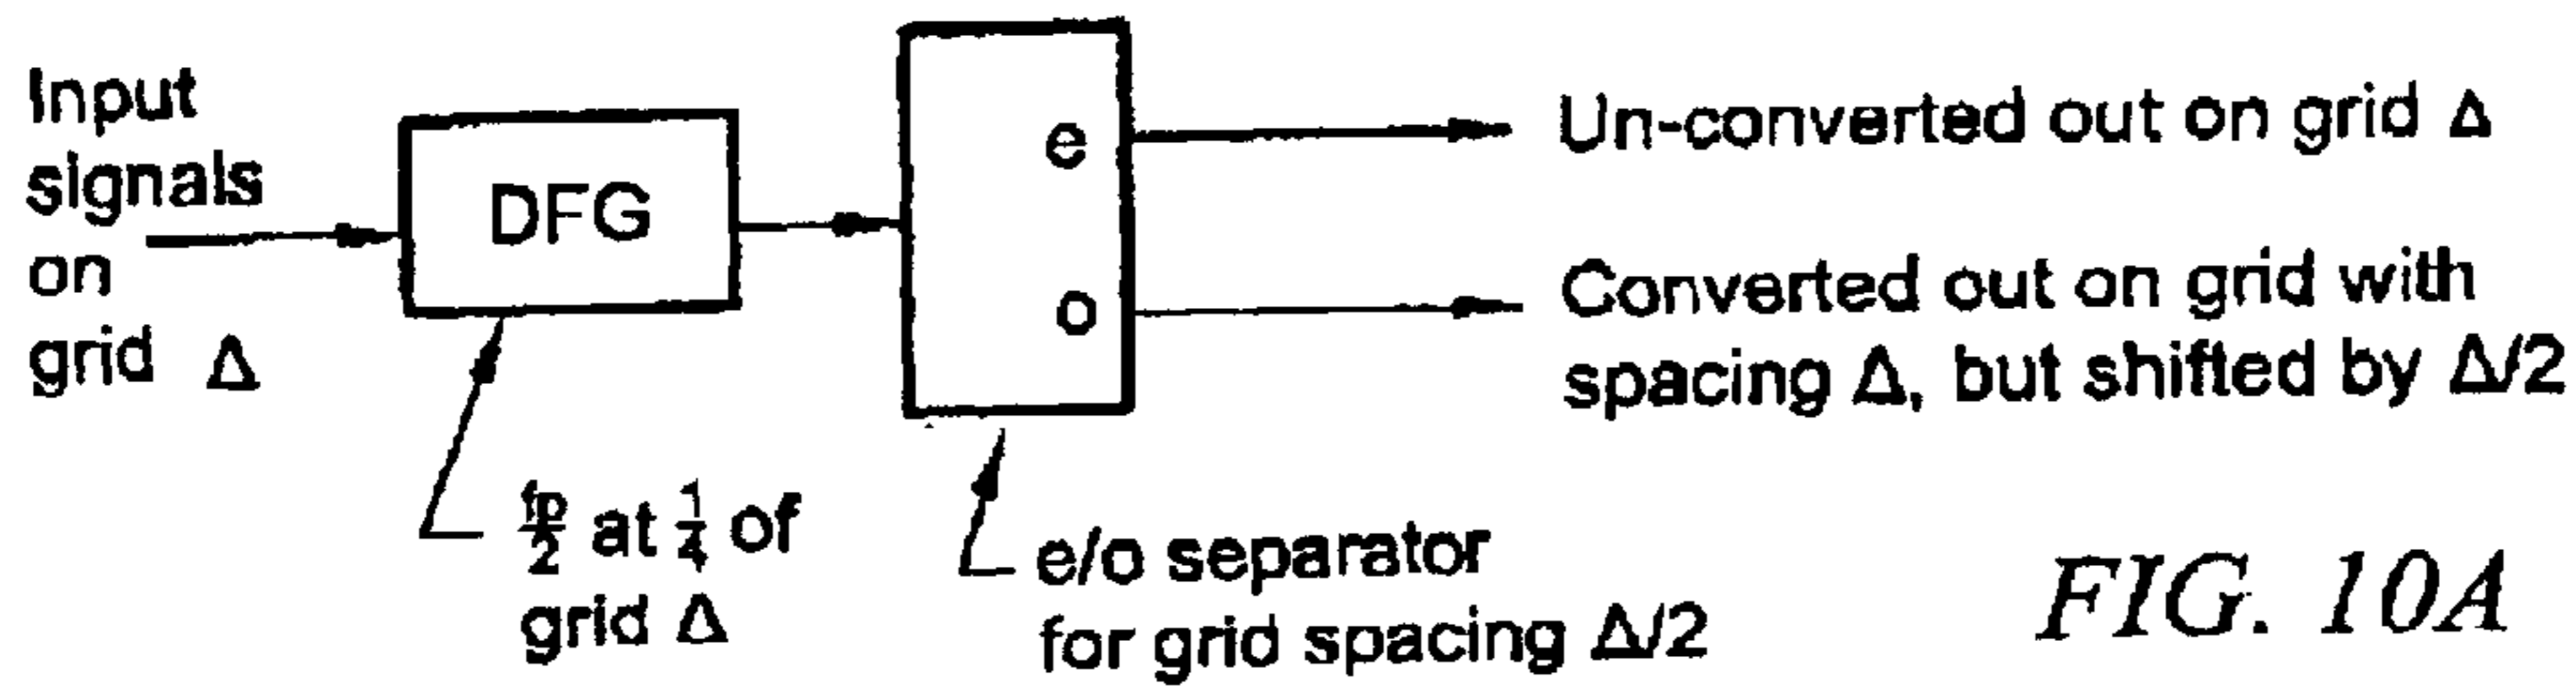 Input
signals
on
grid Δ
DFG
e
o
Un-converted out on grid Δ
Converted out on grid with
spacing Δ, but shifted by Δ/2
fp/2 at 1/4 of
grid Δ
e/o separator
for grid spacing Δ/2
FIG. 10A